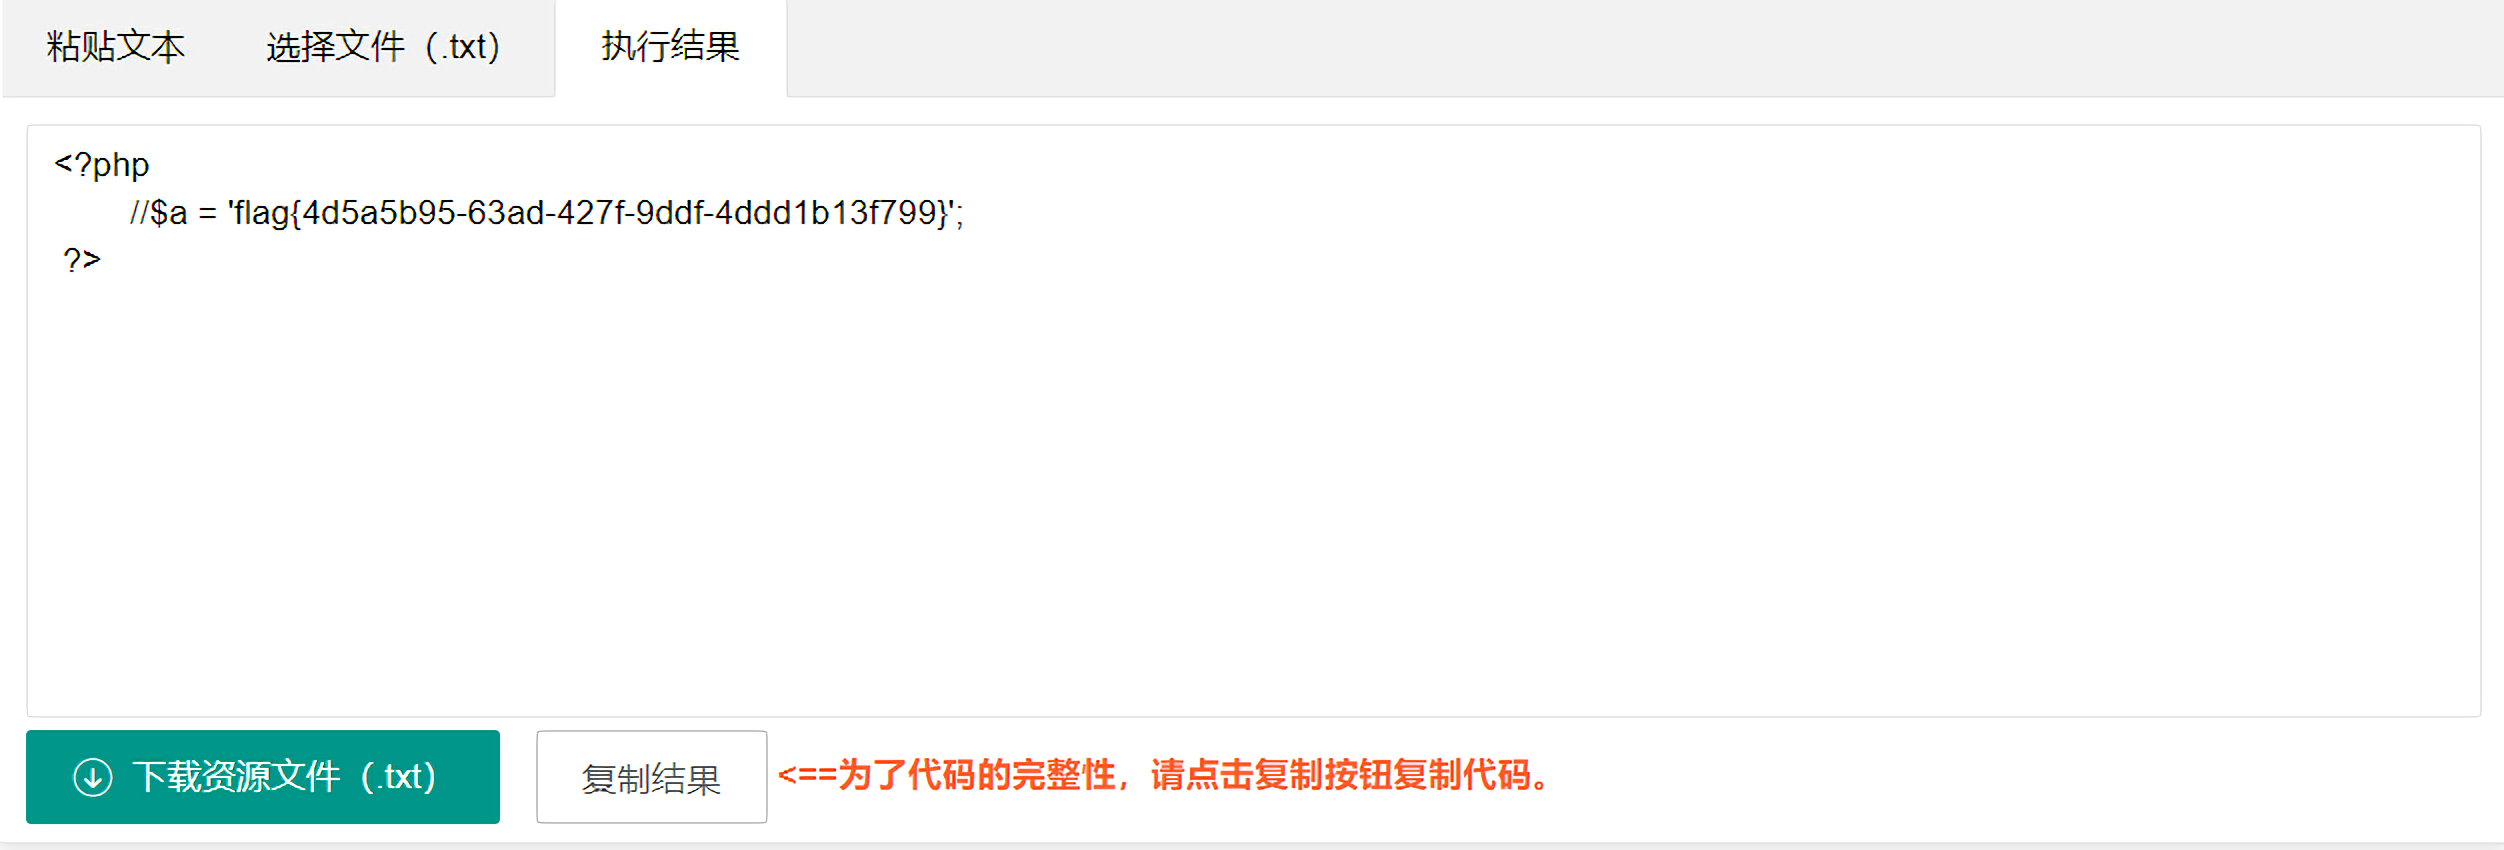 粘贴文本 选择文件（.txt） 执行结果
<?php
//$a = 'flag{4d5a5b95-63ad-427f-9ddf-4ddd1b13f799}';
?>
下载资源文件（.txt） 复制结果 <==为了代码的完整性，请点击复制按钮复制代码。